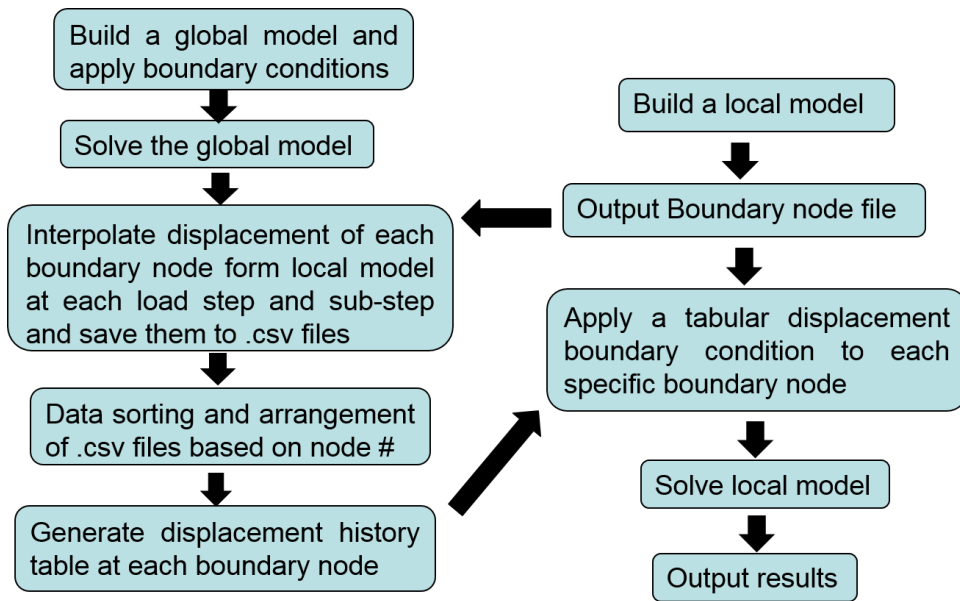 Build a global model and
apply boundary conditions
Solve the global model
Interpolate displacement of each
boundary node form local model
at each load step and sub-step
and save them to .csv files
Data sorting and arrangement
of .csv files based on node #
Generate displacement history
table at each boundary node
Build a local model
Output Boundary node file
Apply a tabular displacement
boundary condition to each
specific boundary node
Solve local model
Output results